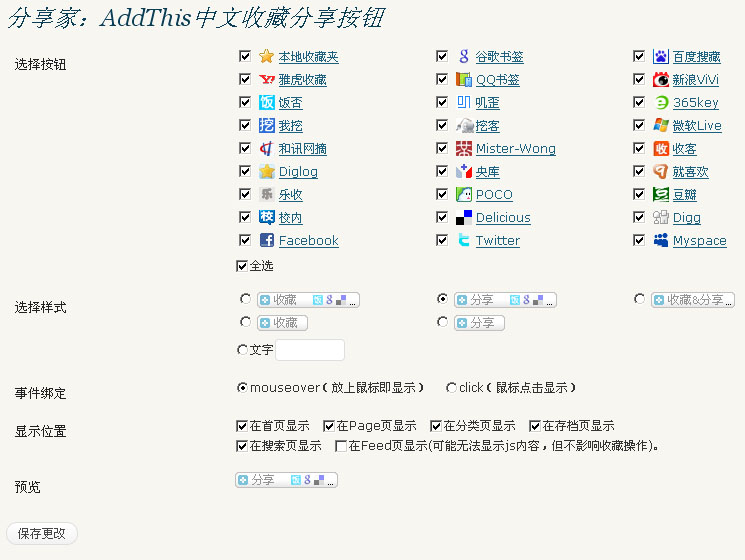 分享家：AddThis中文收藏分享按钮
选择按钮
本地收藏夹 谷歌书签 百度搜藏
雅虎收藏 QQ书签 新浪ViVi
饭否 叽歪 365key
我挖 挖客 微软Live
和讯网摘 Mister-Wong 收客
Diglog 央库 就喜欢
乐收 POCO 豆瓣
校内 Delicious Digg
Facebook Twitter Myspace
全选
选择样式
收藏 ... 分享 ... 收藏&分享...
收藏 分享
文字
事件绑定
mouseover（放上鼠标即显示） click（鼠标点击显示）
显示位置
在首页显示 在Page页显示 在分类页显示 在存档页显示
在搜索页显示 在Feed页显示(可能无法显示js内容，但不影响收藏操作)。
预览
分享 ...
保存更改